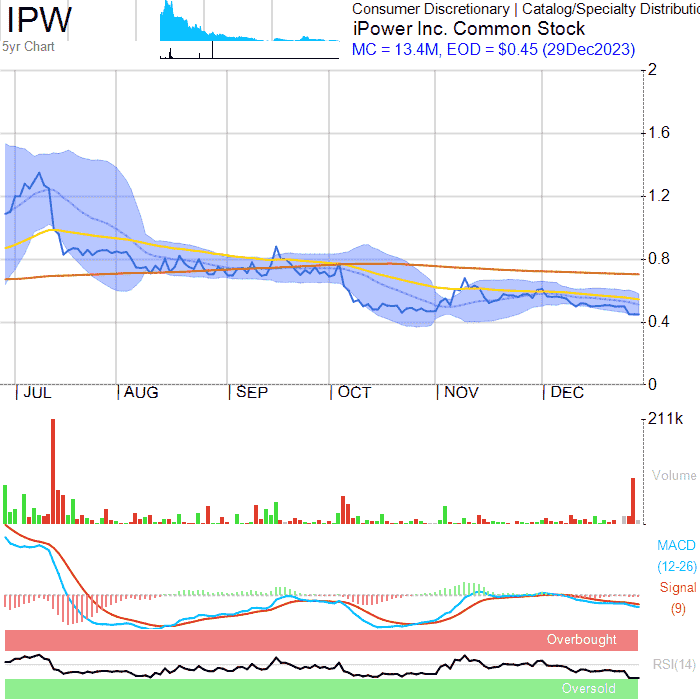 IPW
5yr Chart
Consumer Discretionary | Catalog/Specialty Distributio
iPower Inc. Common Stock
MC = 13.4M, EOD = $0.45 (29Dec2023)
2
1.6
1.2
0.8
0.4
0
JUL AUG SEP OCT NOV DEC
211k
Volume
MACD
(12-26)
Signal
(9)
Overbought
RSI(14)
Oversold